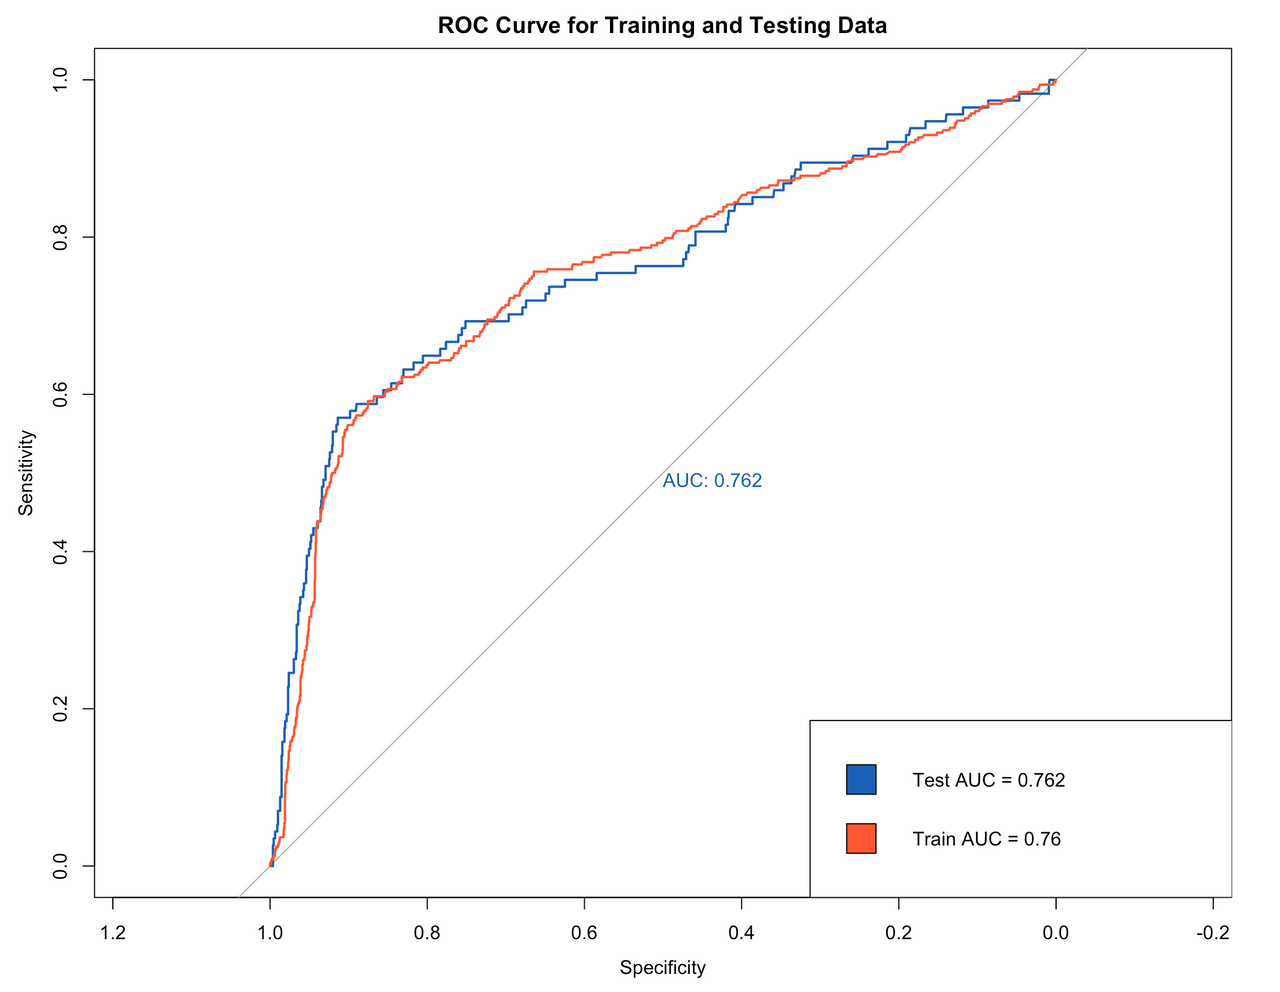 ROC Curve for Training and Testing Data
Sensitivity
1.0
0.8
0.6
0.4
0.2
0.0
AUC: 0.762
Test AUC = 0.762
Train AUC = 0.76
1.2 1.0 0.8 0.6 0.4 0.2 0.0 -0.2
Specificity